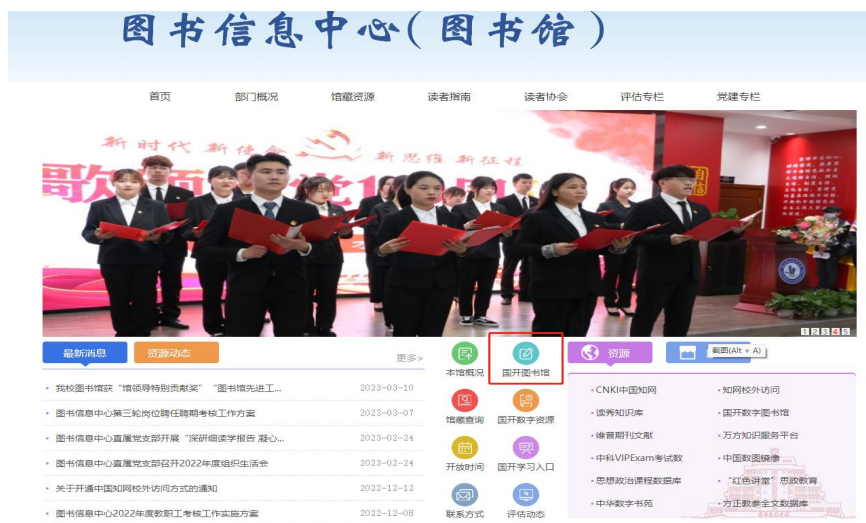 图书信息中心(图书馆)
首页 部门概况 馆藏资源 读者指南 读者协会 评估专栏 党建专栏
新时代 新使命 新思维 新征程
1 2 3 4 5
最新消息 资源动态 更多>
我校图书馆获“馆领导特别贡献奖” “图书馆先进工... 2023-03-10
图书信息中心第三轮岗位聘任聘期考核工作方案 2023-03-07
图书信息中心直属党支部开展“深研细读学报告 凝心... 2023-02-24
图书信息中心直属党支部召开2022年度组织生活会 2023-02-24
关于开通中国知网校外访问方式的通知 2022-12-12
图书信息中心2022年度教职工考核工作实施方案 2022-12-08
本馆概况 国开图书馆
馆藏查询 国开数字资源
开放时间 国开学习入口
联系方式 评估动态
资源 截图(Alt + A)
CNKI中国知网 知网校外访问
读秀知识库 国开数字图书馆
维普期刊文献 万方知识服务平台
中科VIPExam考试数 中国数图镜像
思想政治课程数据库 “红色讲堂”思政教育
中华数字书苑 方正教参全文数据库